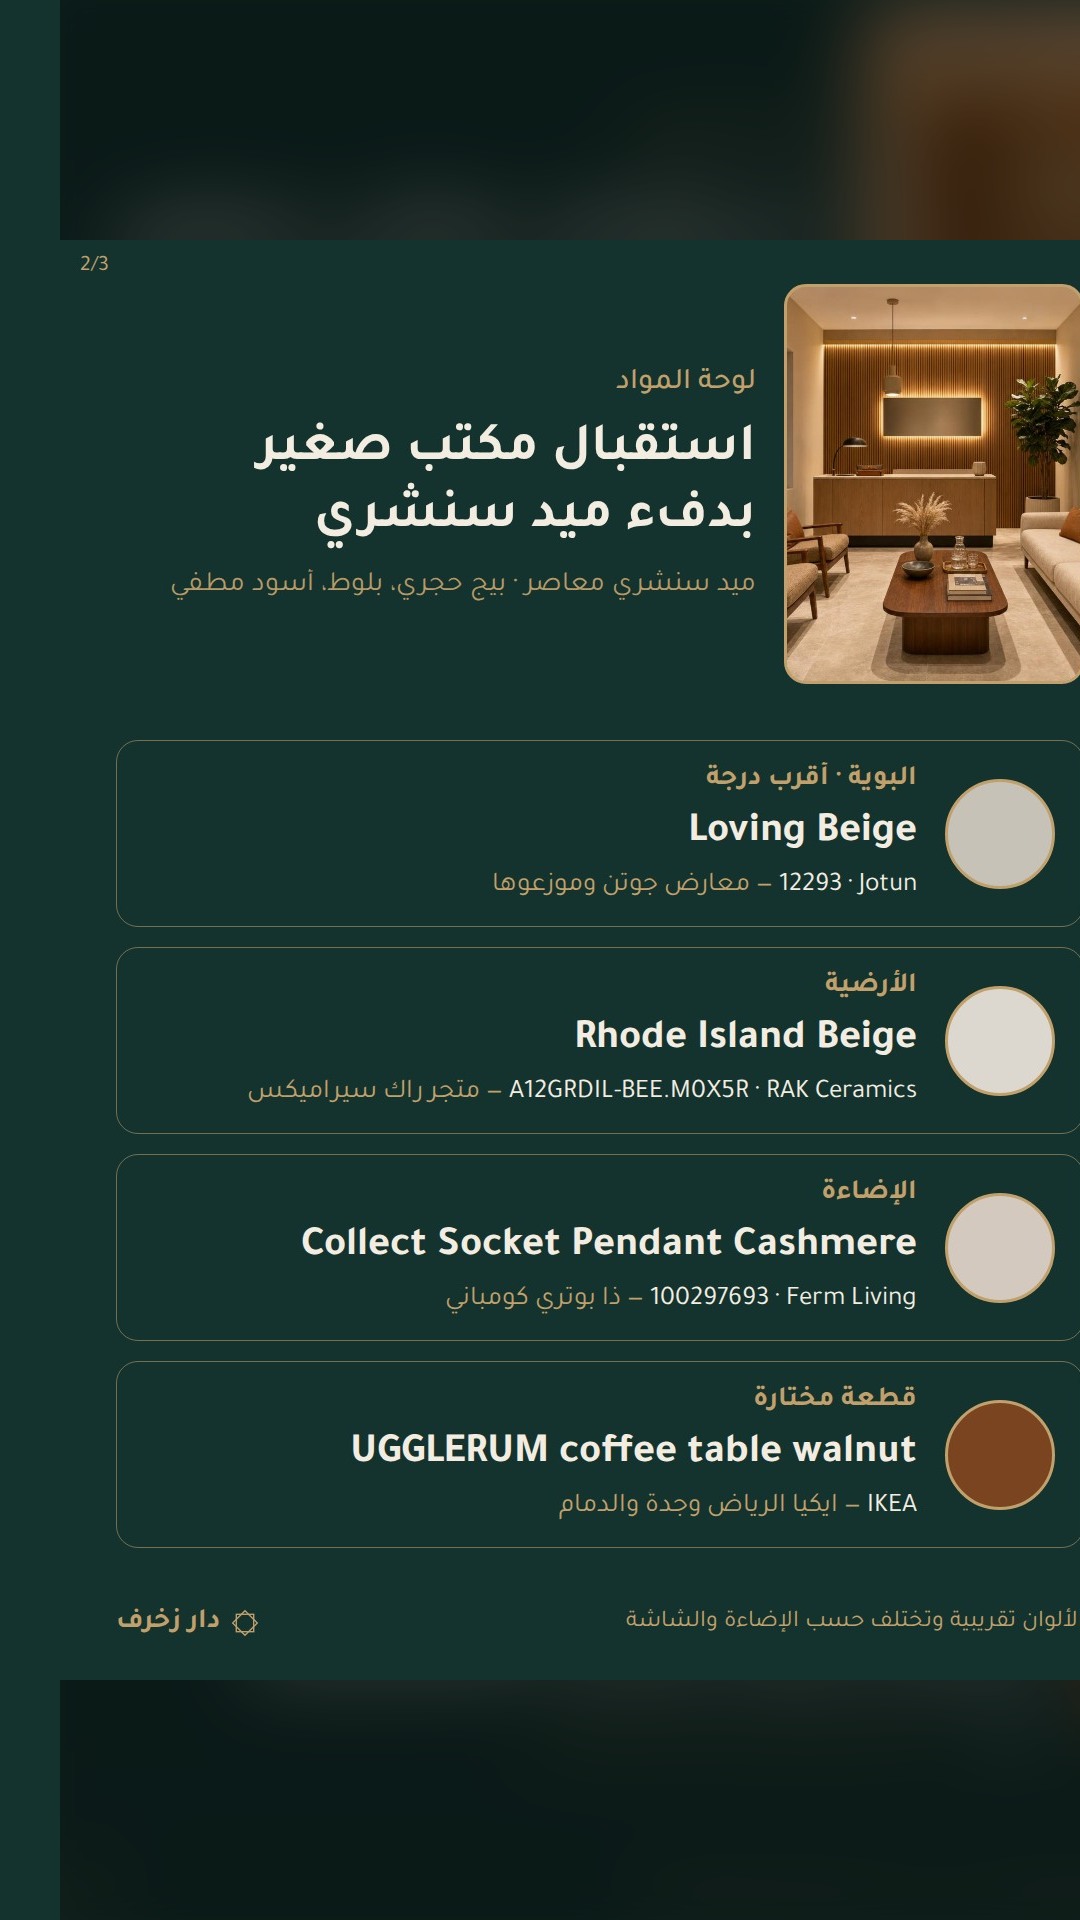 2/3
لوحة المواد
استقبال مكتب صغير
بدفء ميد سنشري
ميد سنشري معاصر · بيج حجري، بلوط، أسود مطفي
البوية · أقرب درجة
Loving Beige
12293 · Jotun – معارض جوتن وموزعوها
الأرضية
Rhode Island Beige
A12GRDIL-BEE.M0X5R · RAK Ceramics – متجر راك سيراميكس
الإضاءة
Collect Socket Pendant Cashmere
100297693 · Ferm Living – ذا بوتري كومباني
قطعة مختارة
UGGLERUM coffee table walnut
IKEA – ايكيا الرياض وجدة والدمام
لألوان تقريبية وتختلف حسب الإضاءة والشاشة
دار زخرف